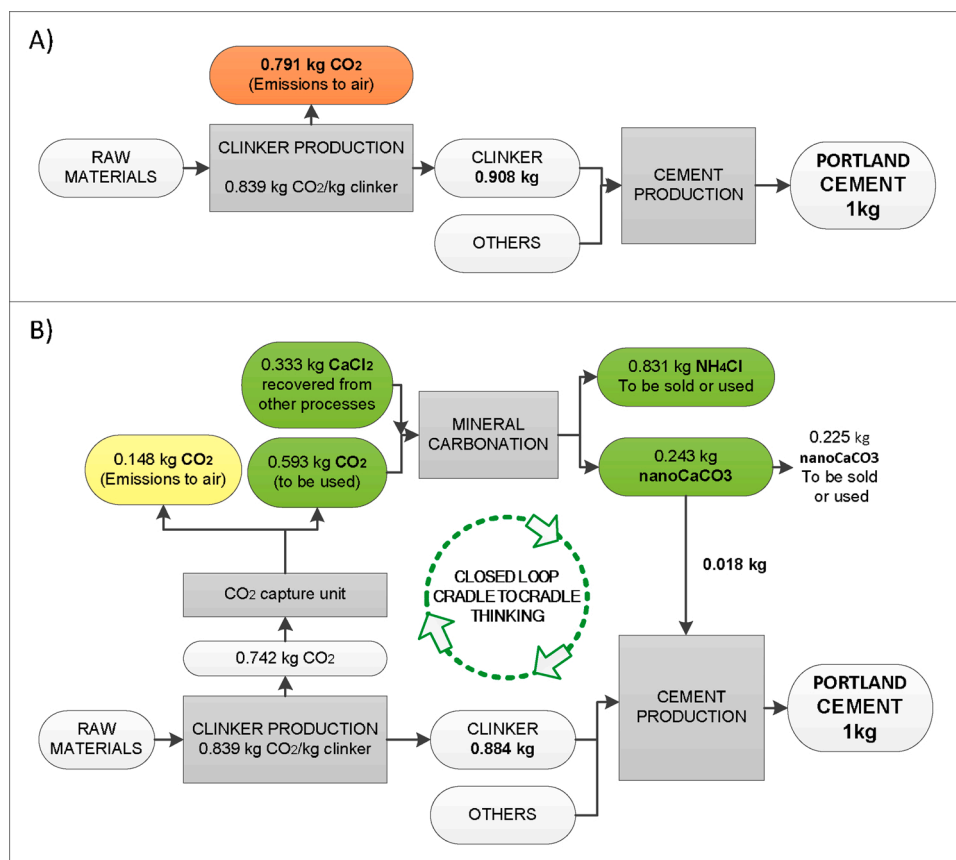 A)
0.791 kg CO2
(Emissions to air)
RAW
MATERIALS
CLINKER PRODUCTION
0.839 kg CO2/kg clinker
CLINKER
0.908 kg
OTHERS
CEMENT
PRODUCTION
PORTLAND
CEMENT
1kg
B)
0.333 kg CaCl2
recovered from
other processes
0.148 kg CO2
(Emissions to air)
0.593 kg CO2
(to be used)
MINERAL
CARBONATION
0.831 kg NH4Cl
To be sold or used
0.243 kg
nanoCaCO3
0.225 kg
nanoCaCO3
To be sold
or used
0.018 kg
CLOSED LOOP
CRADLE TO CRADLE
THINKING
CO2 capture unit
0.742 kg CO2
RAW
MATERIALS
CLINKER PRODUCTION
0.839 kg CO2/kg clinker
CLINKER
0.884 kg
OTHERS
CEMENT
PRODUCTION
PORTLAND
CEMENT
1kg